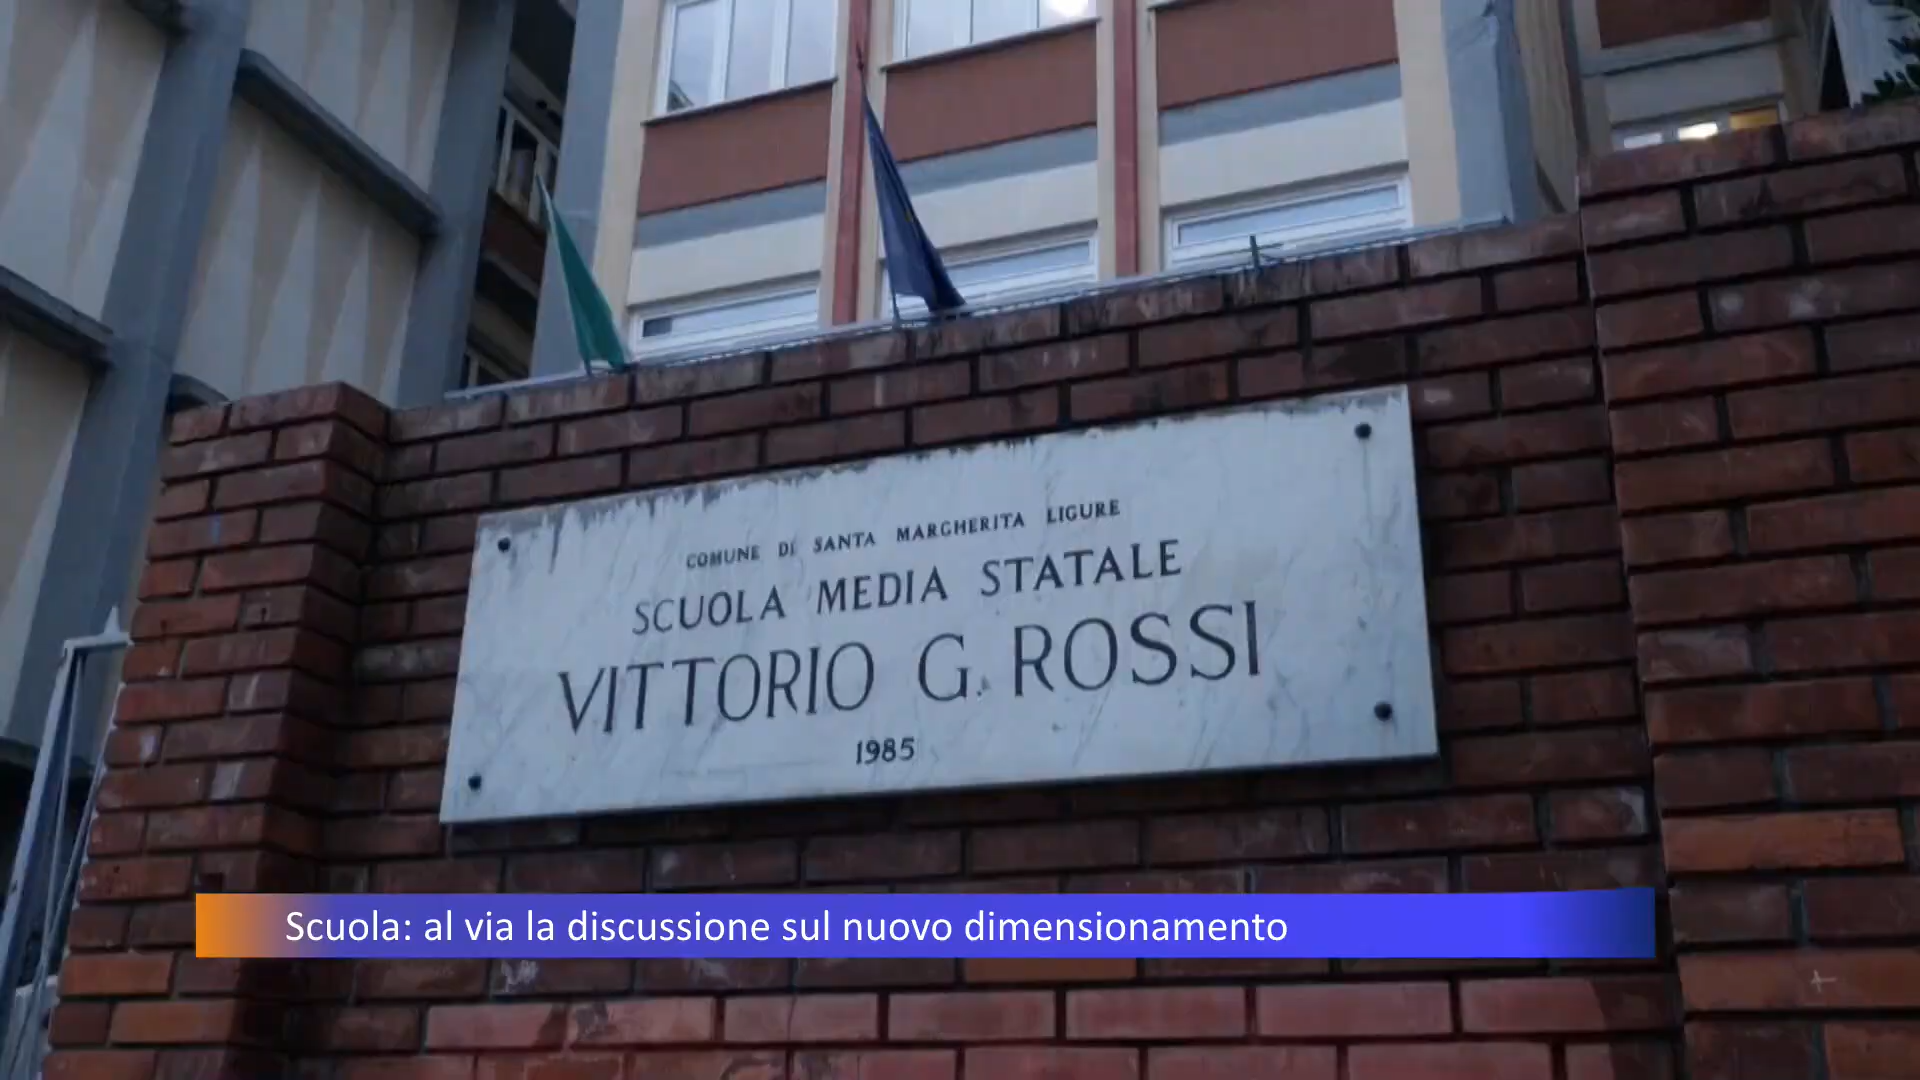 COMUNE DI SANTA MARGHERITA LIGURE
SCUOLA MEDIA STATALE
VITTORIO G. ROSSI
1985
Scuola: al via la discussione sul nuovo dimensionamento